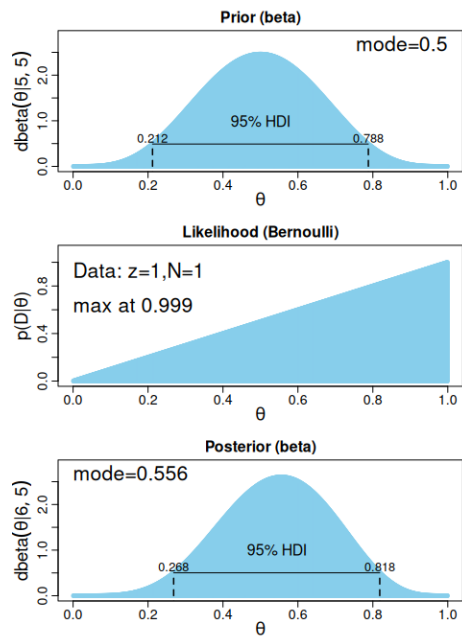 Prior (beta)
mode=0.5
dbeta(θ|5, 5)
0.0 1.0 2.0
95% HDI
0.212 0.788
0.0 0.2 0.4 0.6 0.8 1.0
θ
Likelihood (Bernoulli)
Data: z=1,N=1
max at 0.999
p(D|θ)
0.0 0.4 0.8
0.0 0.2 0.4 0.6 0.8 1.0
θ
Posterior (beta)
mode=0.556
dbeta(θ|6, 5)
0.0 1.0 2.0
95% HDI
0.268 0.818
0.0 0.2 0.4 0.6 0.8 1.0
θ